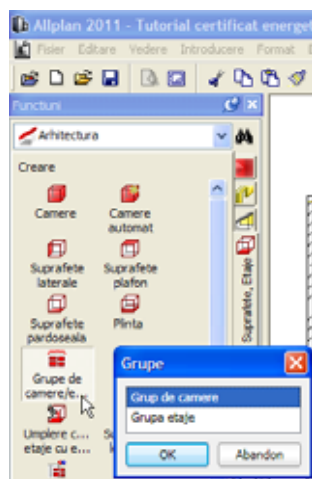 Allplan 2011 - Tutorial certificat energet
Fisier Editare Vedere Introducere Format
Functiuni
Arhitectura
Creare
Camere
Camere automat
Suprafete laterale
Suprafete plafon
Suprafete pardoseala
Plinta
Grupe de camere/e...
Umplere c... etaje cu e...
Suprafete, Etaje
Grupe
Grup de camere
Grupa etaje
OK
Abandon